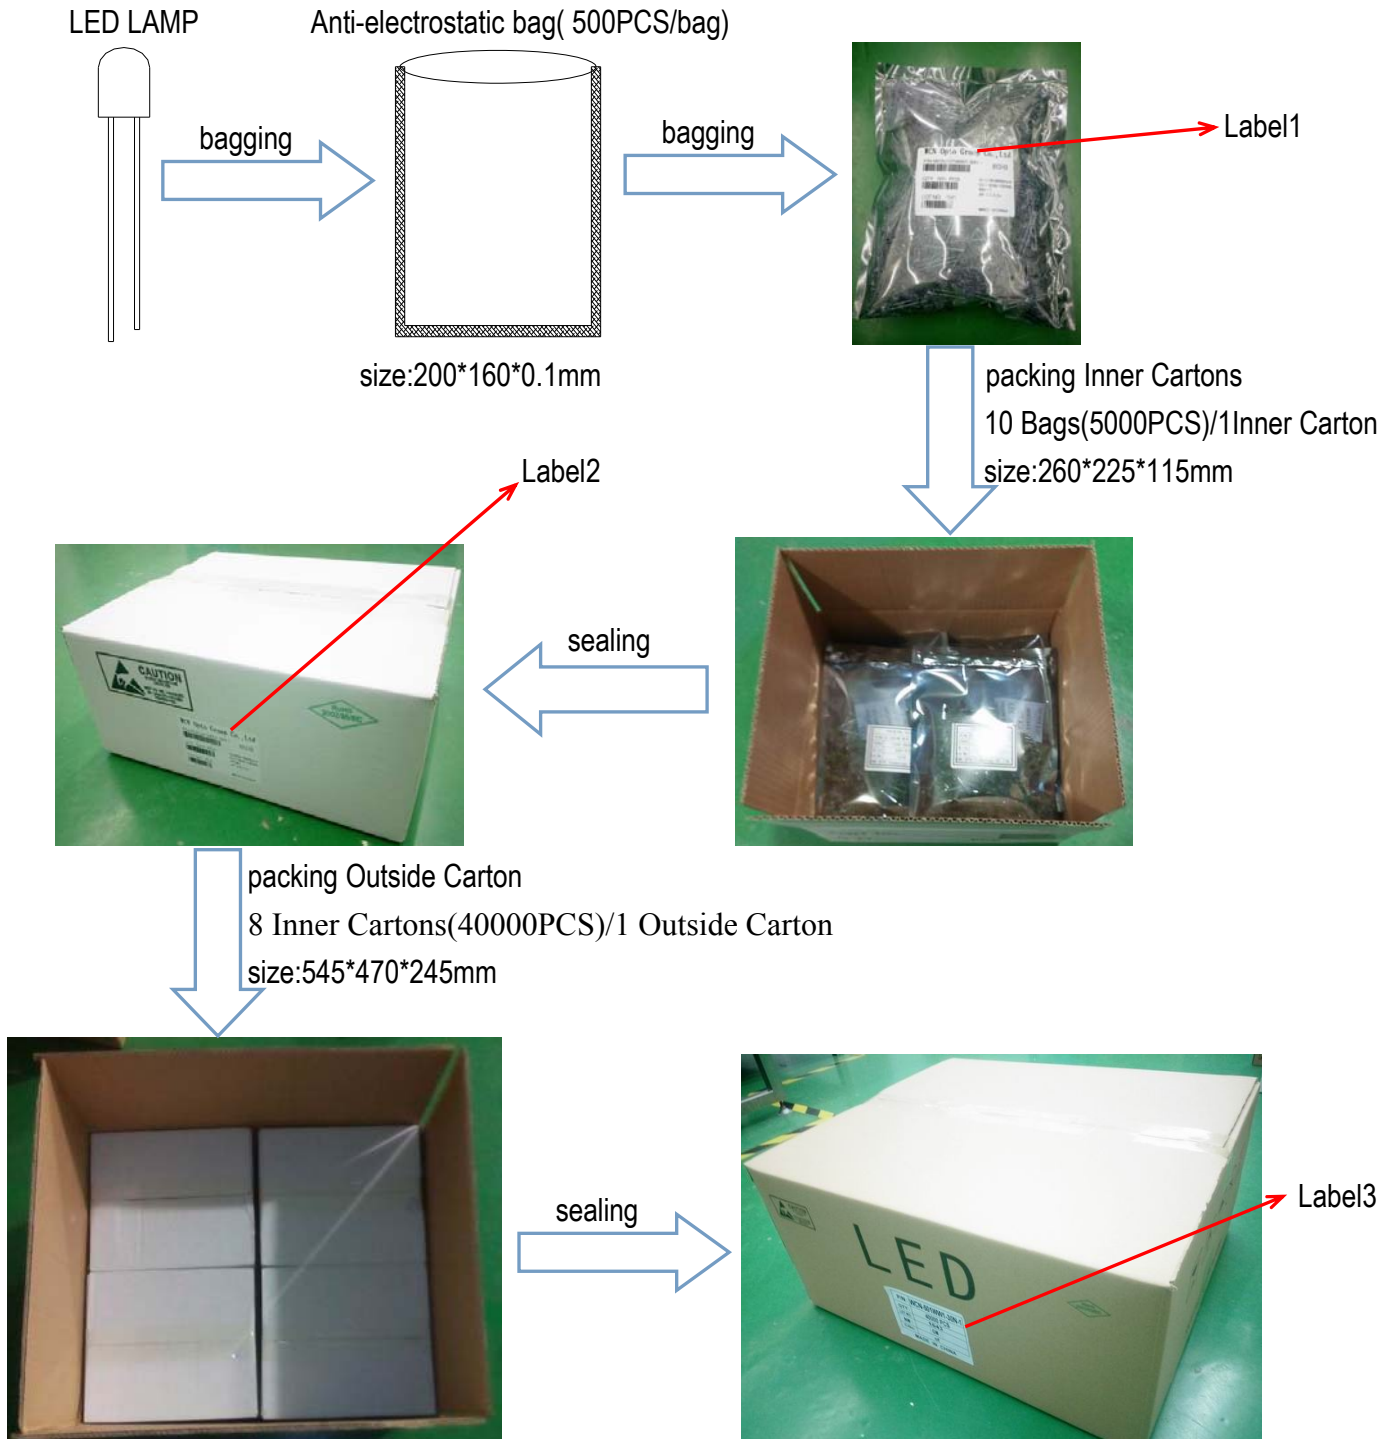 LED LAMP
Anti-electrostatic bag( 500PCS/bag)
bagging
bagging
Label1
size:200*160*0.1mm
packing Inner Cartons
10 Bags(5000PCS)/1Inner Carton
size:260*225*115mm
Label2
sealing
CAUTION
packing Outside Carton
8 Inner Cartons(40000PCS)/1 Outside Carton
size:545*470*245mm
sealing
Label3
LED